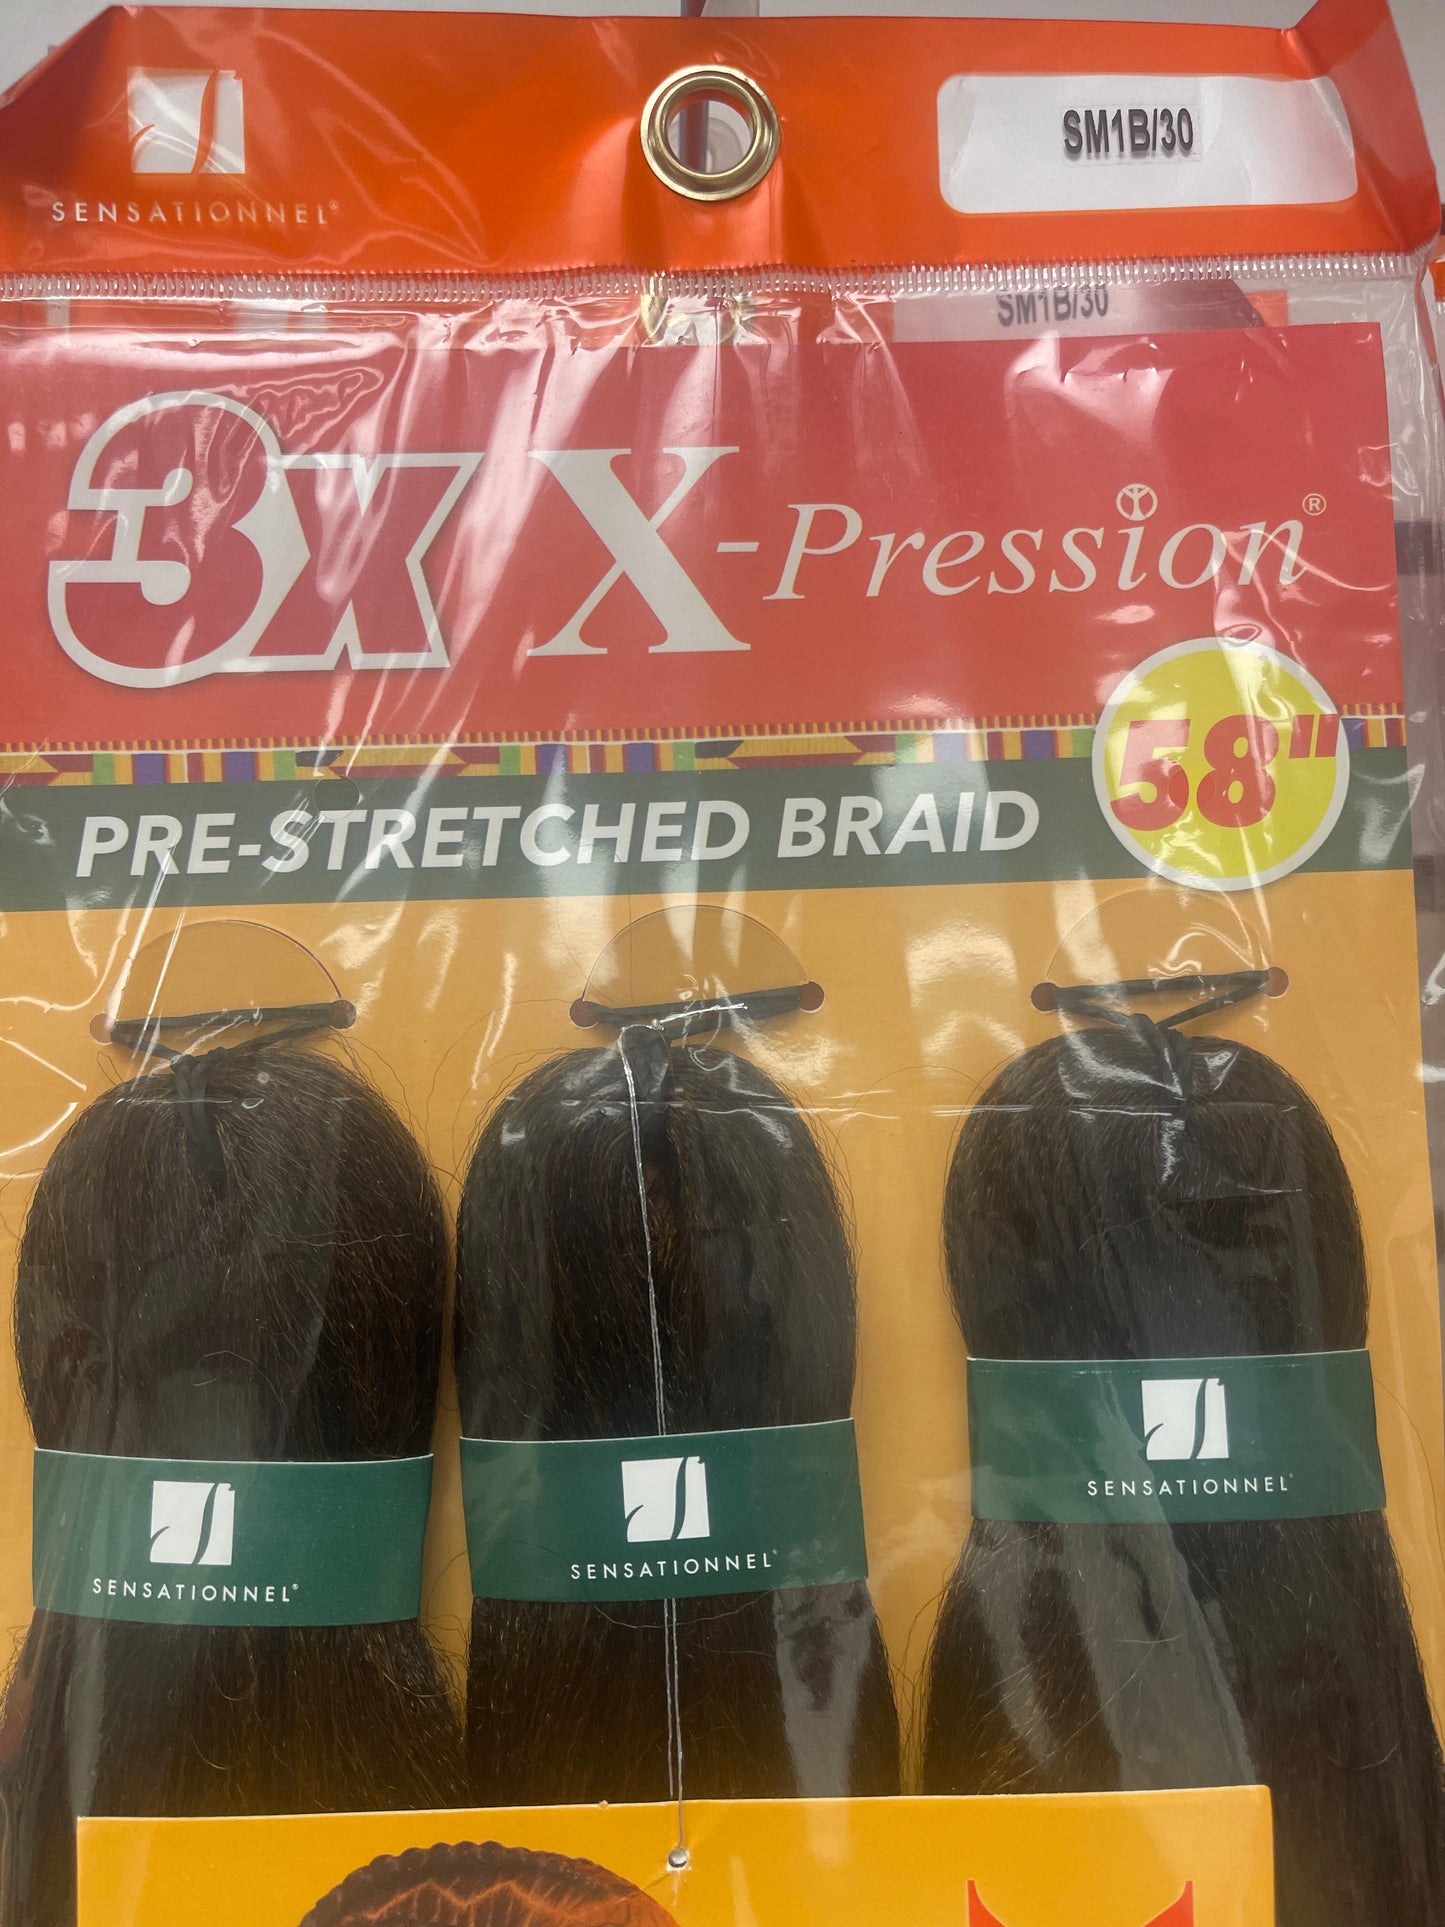 SENSATIONNEL®
SM1B/30
SM1B/30
3X X-Pression®
58"
PRE-STRETCHED BRAID
SENSATIONNEL®
SENSATIONNEL®
SENSATIONNEL®